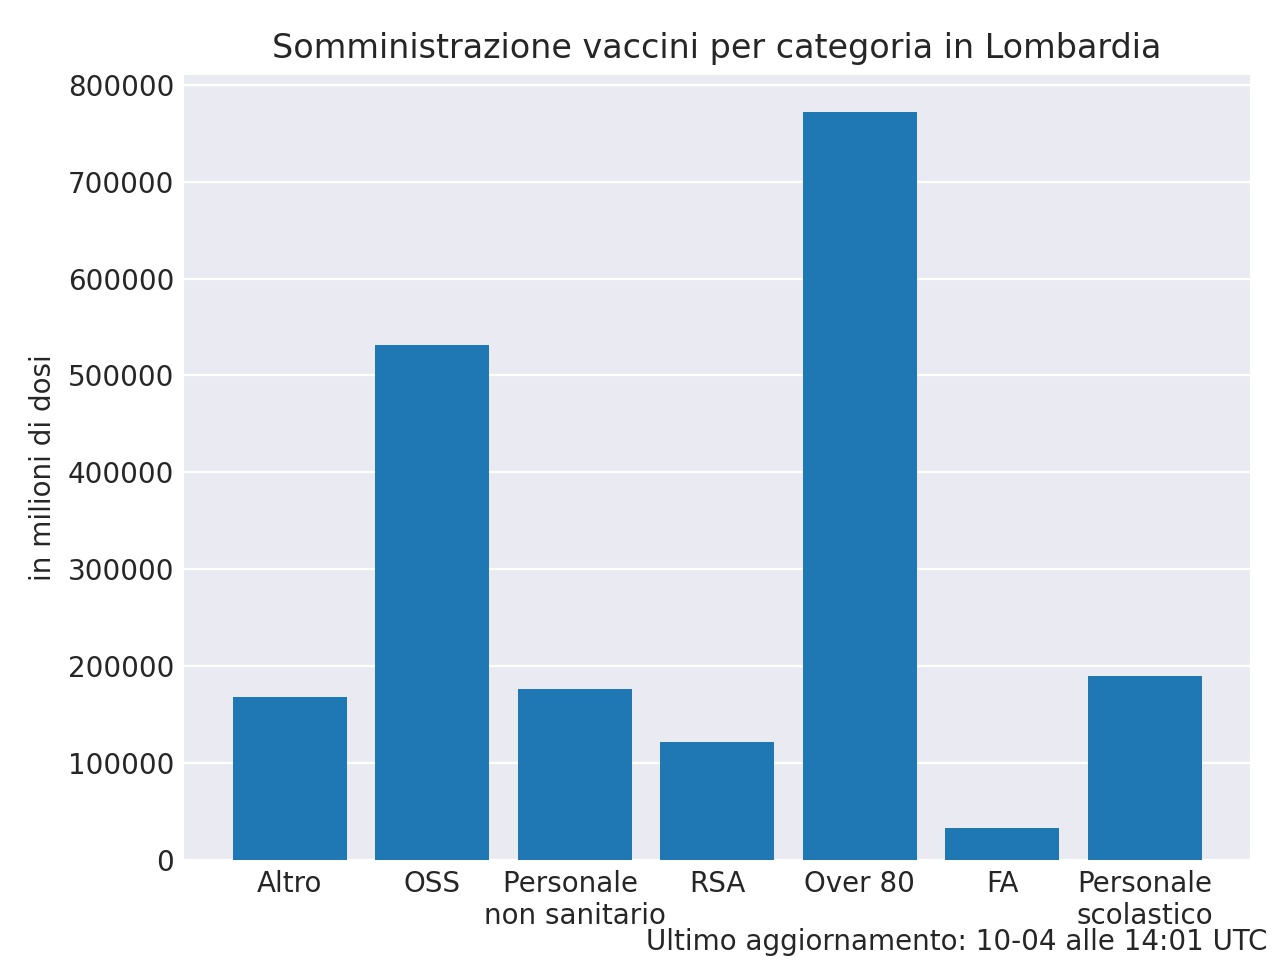 Somministrazione vaccini per categoria in Lombardia
in milioni di dosi
800000
700000
600000
500000
400000
300000
200000
100000
0
Altro
OSS
Personale
non sanitario
RSA
Over 80
FA
Personale
scolastico
Ultimo aggiornamento: 10-04 alle 14:01 UTC